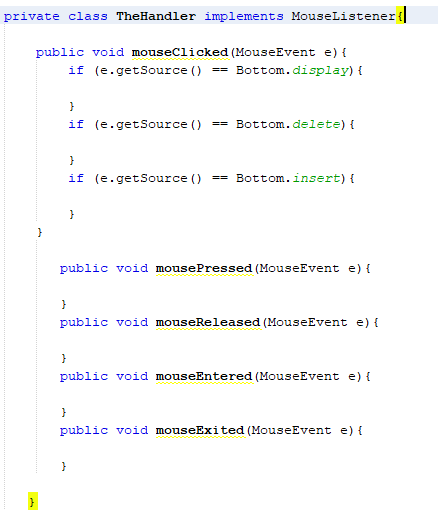 private class TheHandler implements MouseListener{
public void mouseClicked(MouseEvent e){
if (e.getSource() == Bottom.display){
}
if (e.getSource() == Bottom.delete){
}
if (e.getSource() == Bottom.insert){
}
}
public void mousePressed(MouseEvent e){
}
public void mouseReleased(MouseEvent e){
}
public void mouseEntered(MouseEvent e){
}
public void mouseExited(MouseEvent e){
}
}